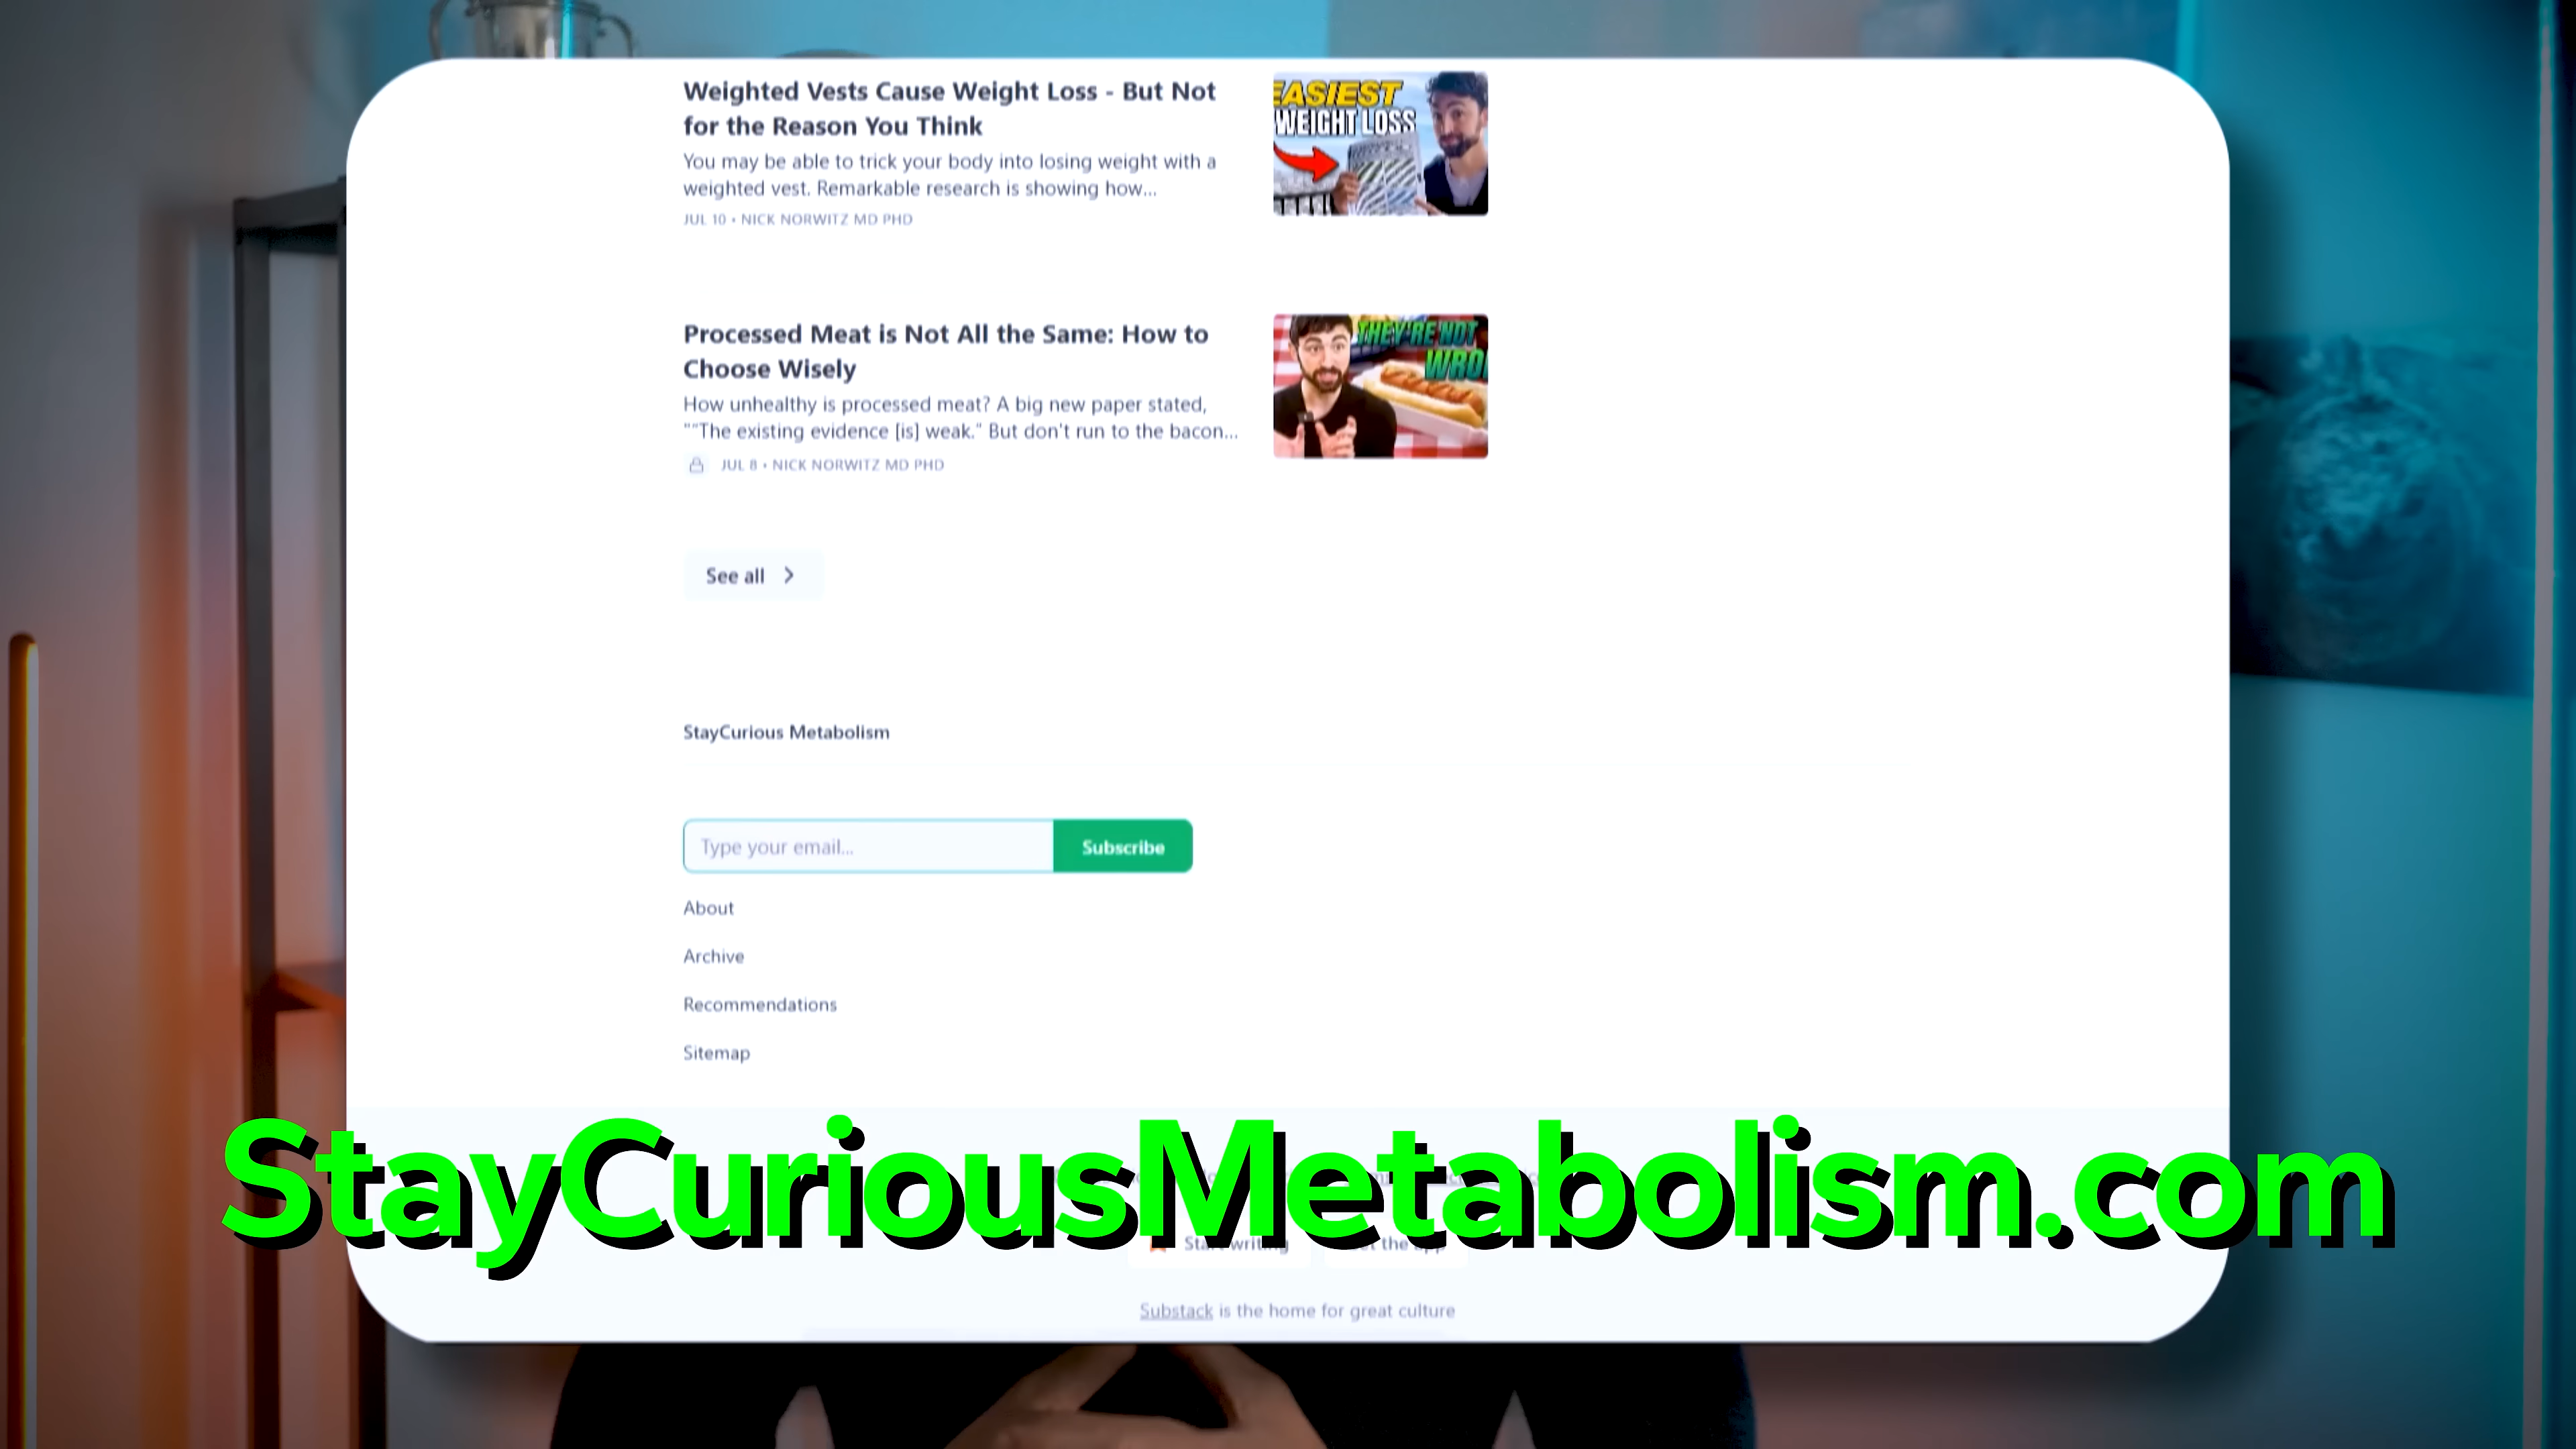 Weighted Vests Cause Weight Loss - But Not
for the Reason You Think
You may be able to trick your body into losing weight with a
weighted vest. Remarkable research is showing how...
JUL 10 • NICK NORWITZ MD PHD
EASIEST
WEIGHT LOSS
Processed Meat is Not All the Same: How to
Choose Wisely
How unhealthy is processed meat? A big new paper stated,
""The existing evidence [is] weak." But don't run to the bacon...
JUL 8 • NICK NORWITZ MD PHD
THEY'RE NOT
WRO
See all
StayCurious Metabolism
Type your email...
Subscribe
About
Archive
Recommendations
Sitemap
StayCuriousMetabolism.com
Substack is the home for great culture